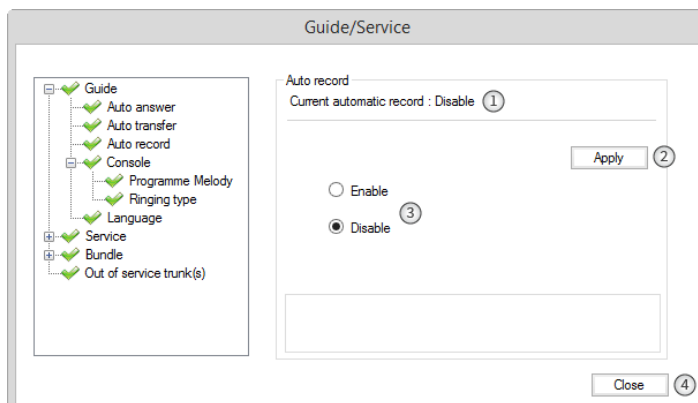 Guide/Service
Guide
Auto answer
Auto transfer
Auto record
Console
Programme Melody
Ringing type
Language
Service
Bundle
Out of service trunk(s)
Auto record
Current automatic record : Disable 1
Apply 2
Enable
3
Disable
Close 4